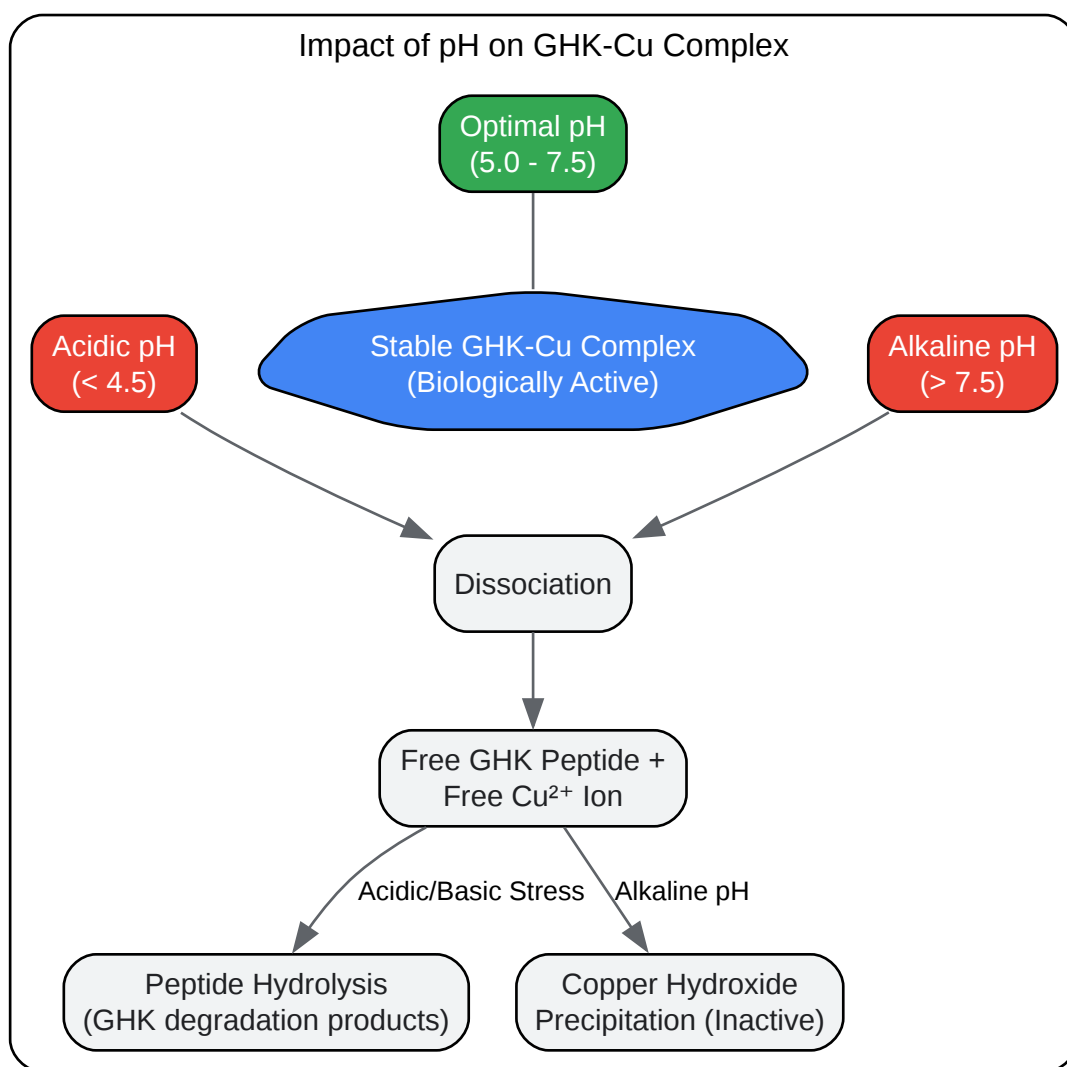 Impact of pH on GHK-Cu Complex
Optimal pH
(5.0 - 7.5)
Acidic pH
(< 4.5)
Stable GHK-Cu Complex
(Biologically Active)
Alkaline pH
(> 7.5)
Dissociation
Free GHK Peptide +
Free Cu²⁺ Ion
Acidic/Basic Stress
Alkaline pH
Peptide Hydrolysis
(GHK degradation products)
Copper Hydroxide
Precipitation (Inactive)